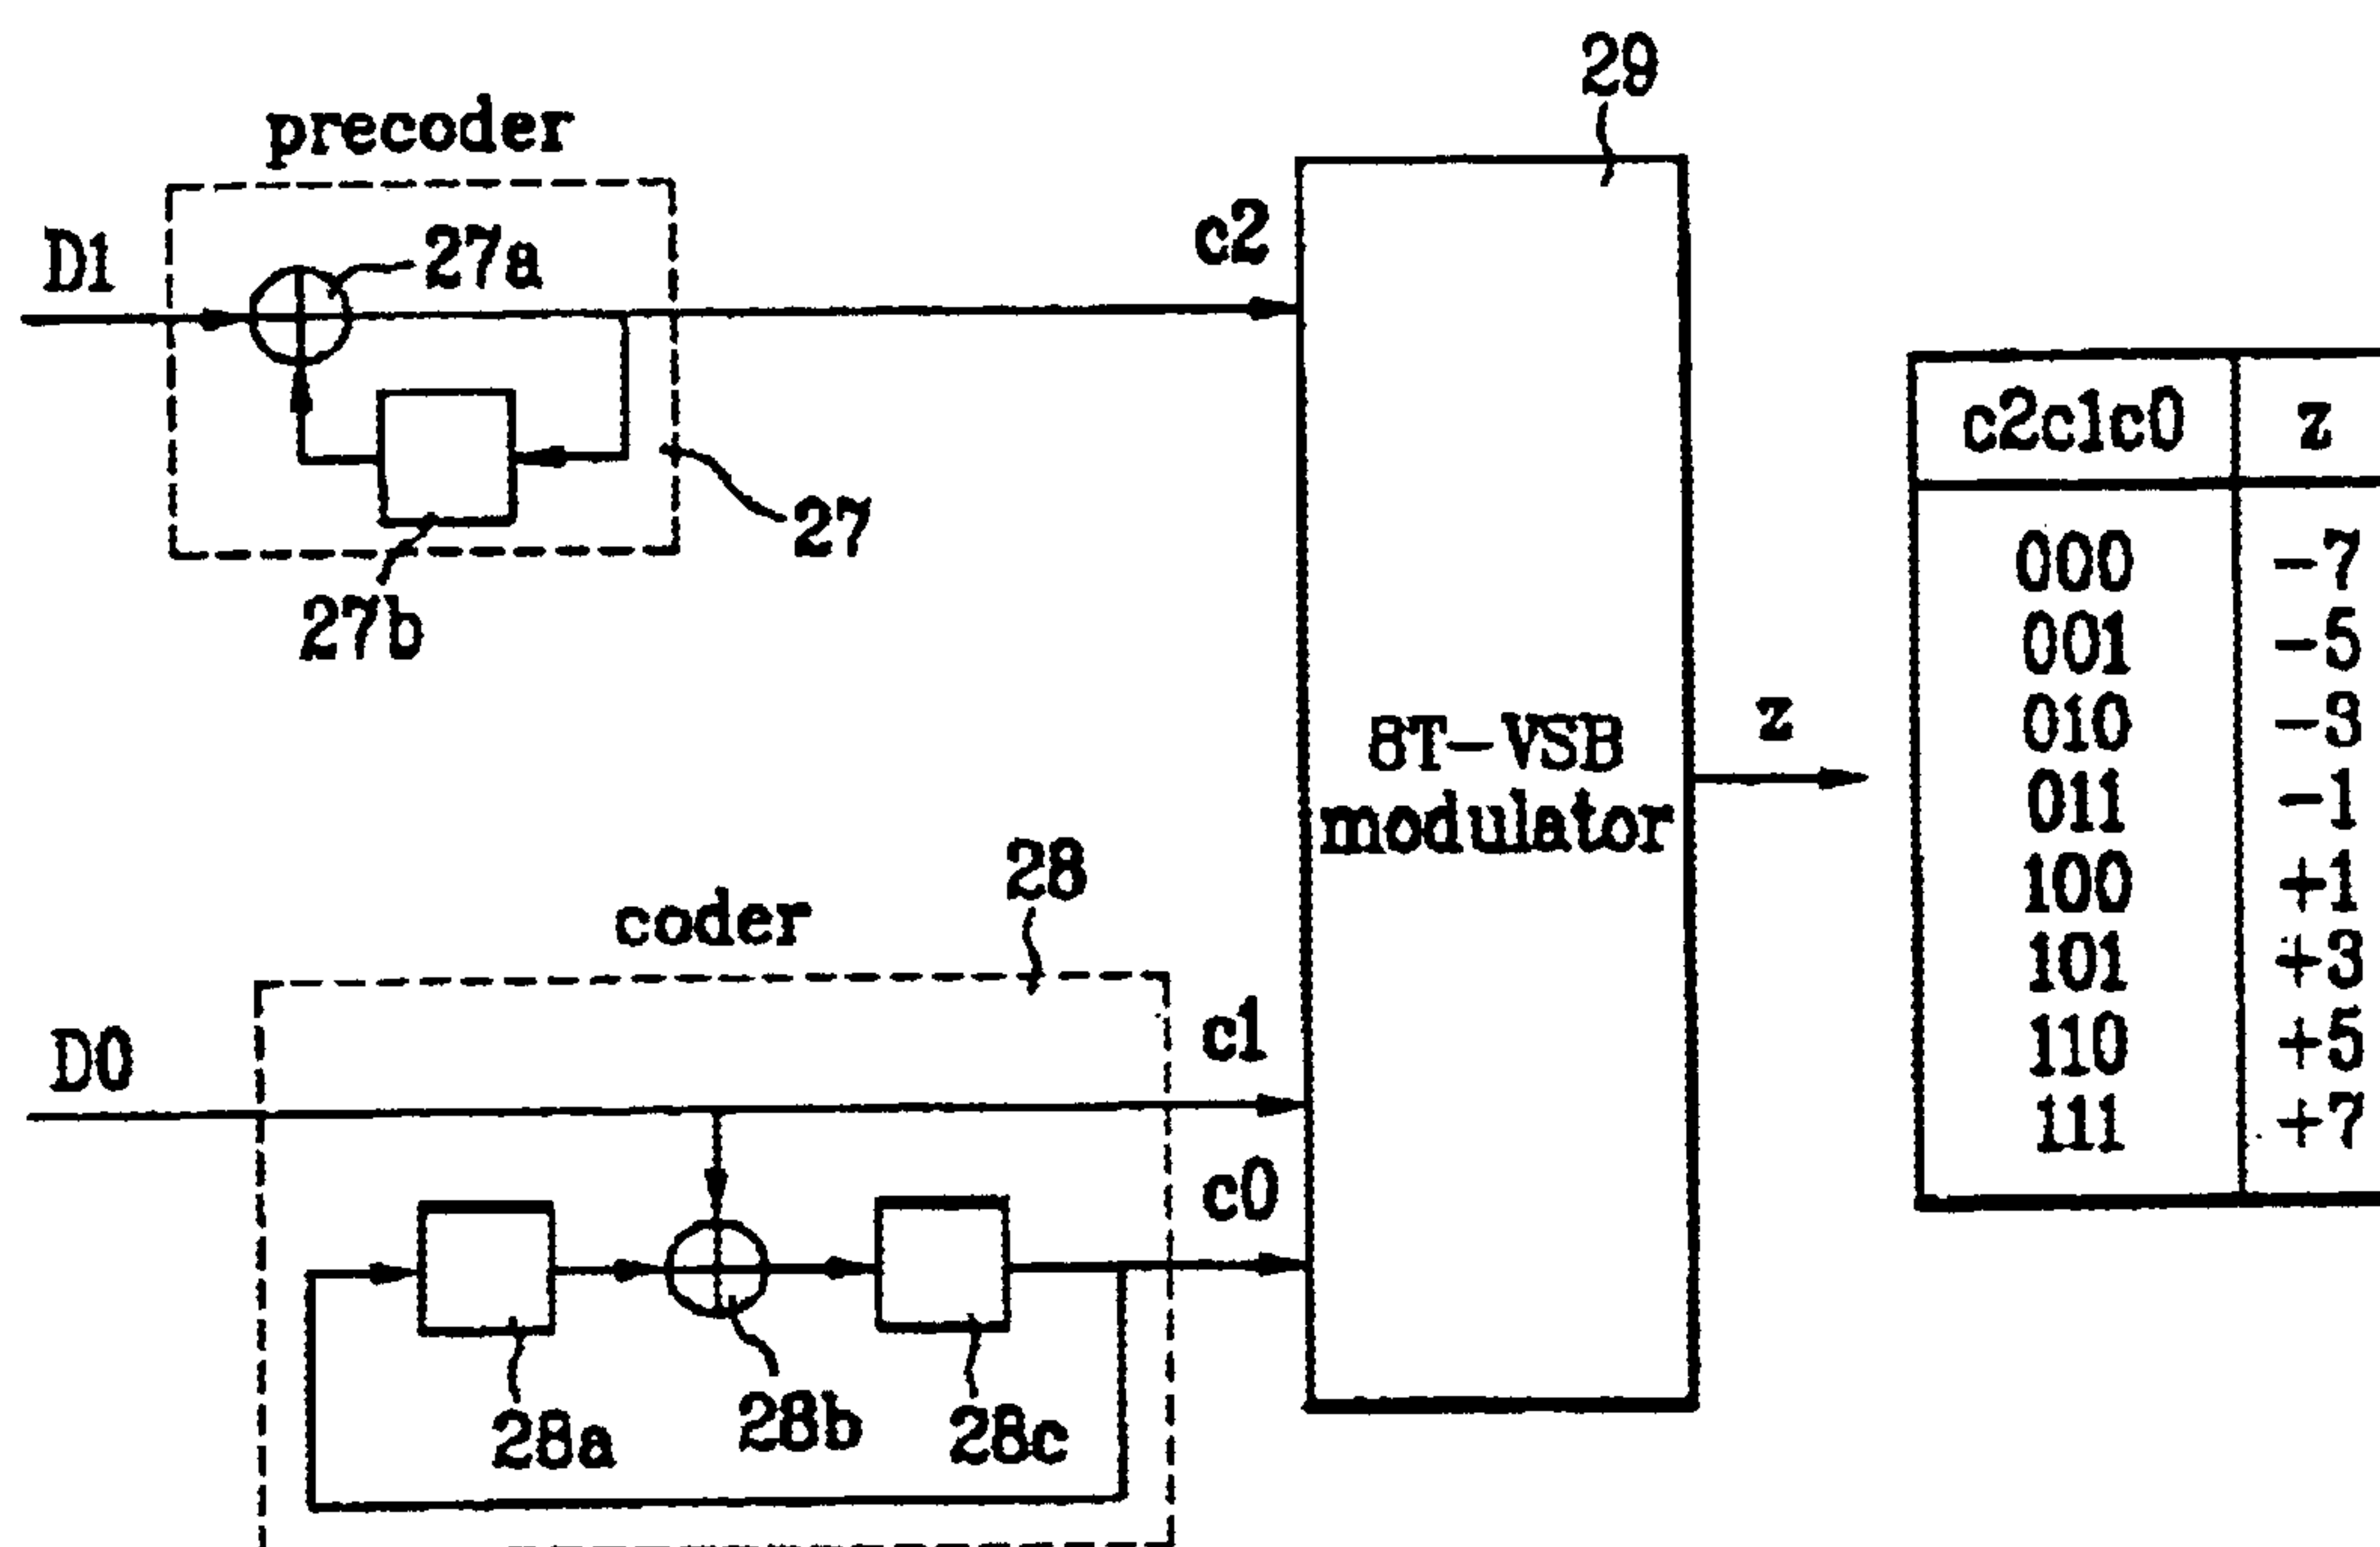 29
precoder
D1
27a
c2
27
27b
8T-VSB
modulator
z
c2c1c0 z
000 -7
001 -5
010 -3
011 -1
100 +1
101 +3
110 +5
111 +7
28
coder
D0
c1
c0
28a
28b
28c